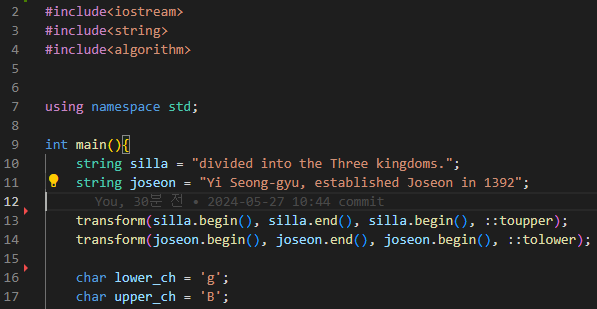 2 #include<iostream>
3 #include<string>
4 #include<algorithm>
5
6
7 using namespace std;
8
9 int main(){
10 string silla = "divided into the Three kingdoms.";
11 string joseon = "Yi Seong-gyu, established Joseon in 1392";
12 You, 30분 전 • 2024-05-27 10:44 commit
13 transform(silla.begin(), silla.end(), silla.begin(), ::toupper);
14 transform(joseon.begin(), joseon.end(), joseon.begin(), ::tolower);
15
16 char lower_ch = 'g';
17 char upper_ch = 'B';